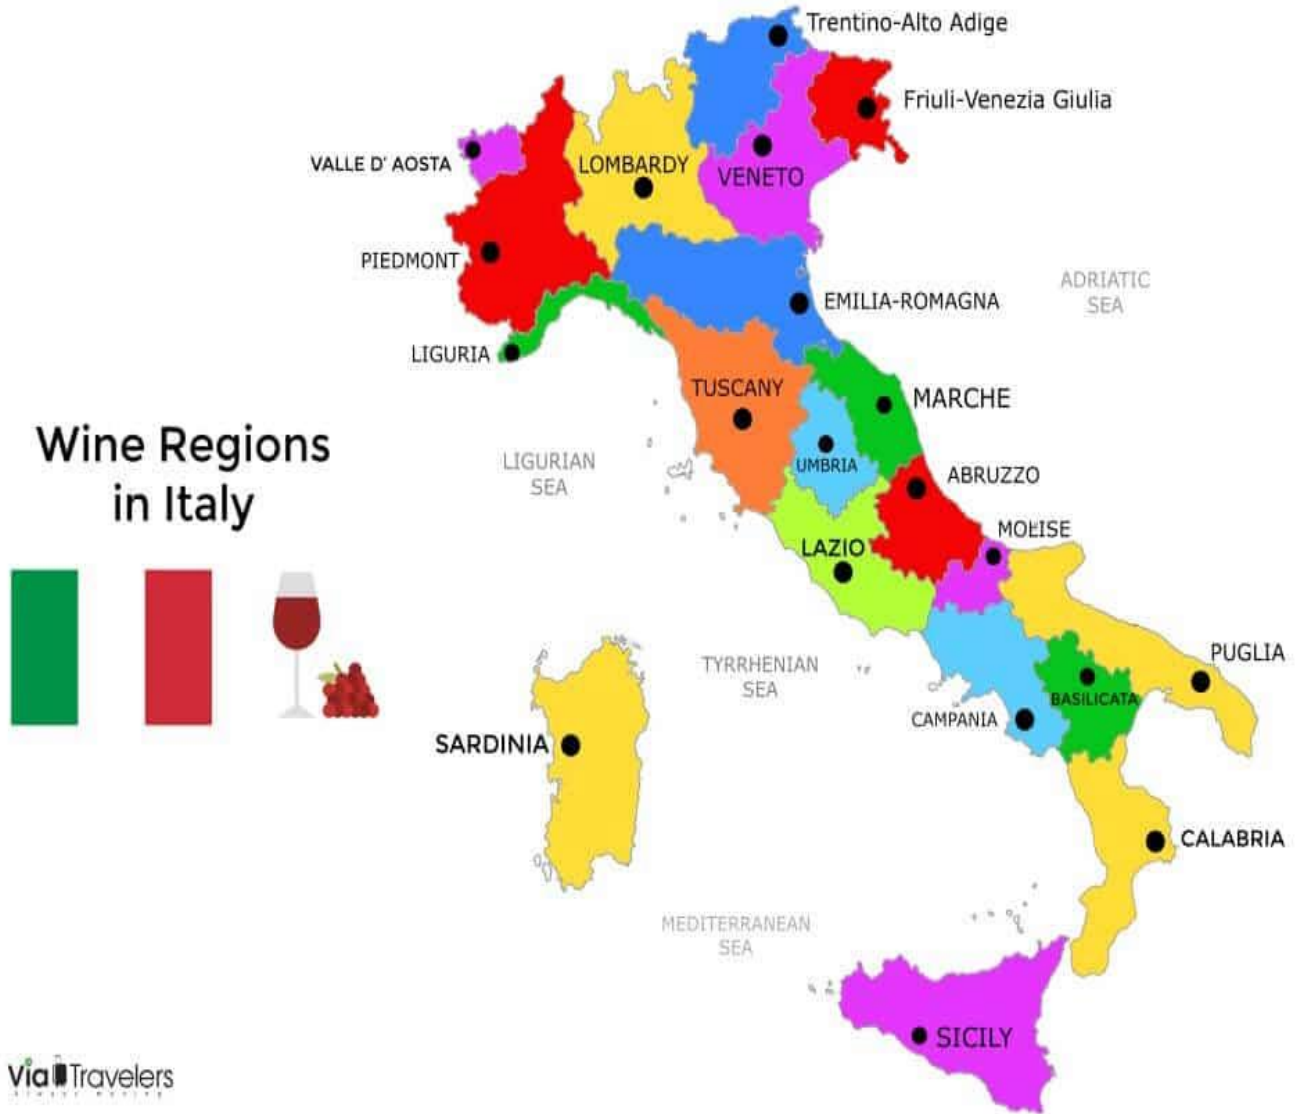 Trentino-Alto Adige
Friuli-Venezia Giulia
VALLE D' AOSTA
LOMBARDY
VENETO
PIEDMONT
ADRIATIC
SEA
EMILIA-ROMAGNA
LIGURIA
TUSCANY
MARCHE
Wine Regions
in Italy
LIGURIAN
SEA
UMBRIA
ABRUZZO
MOLISE
LAZIO
TYRRHENIAN
SEA
PUGLIA
BASILICATA
CAMPANIA
SARDINIA
CALABRIA
MEDITERRANEAN
SEA
SICILY
Via Travelers
always moving